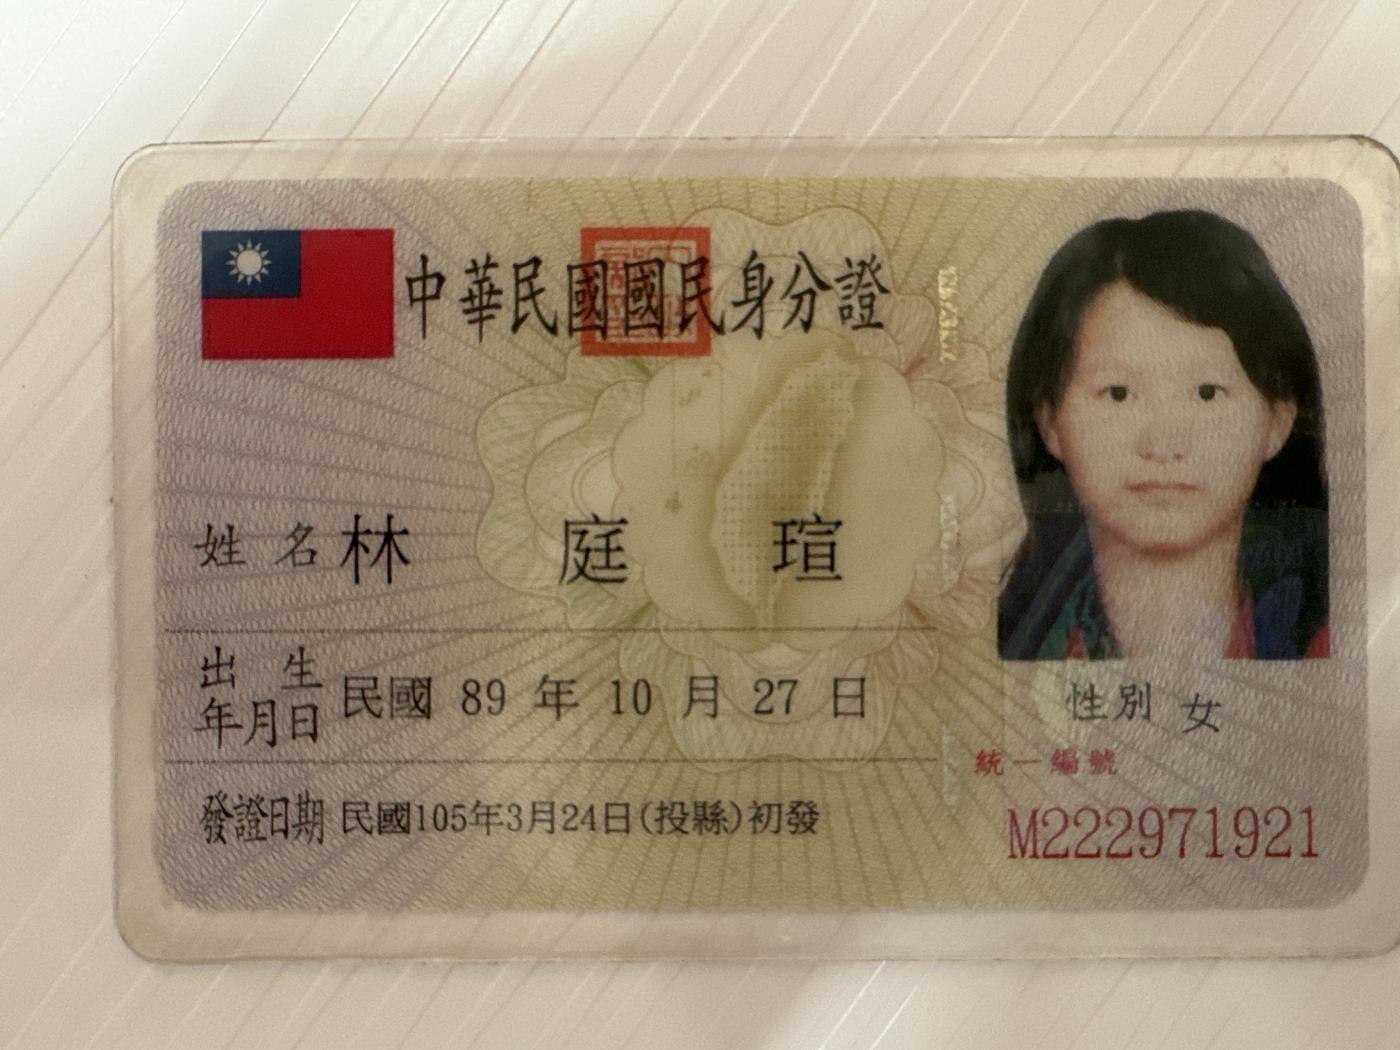 中華民國國民身分證
姓名 林庭瑄
出生年月日 民國 89 年 10 月 27 日
發證日期 民國105年3月24日(投縣)初發
性別 女
統一編號
M222971921